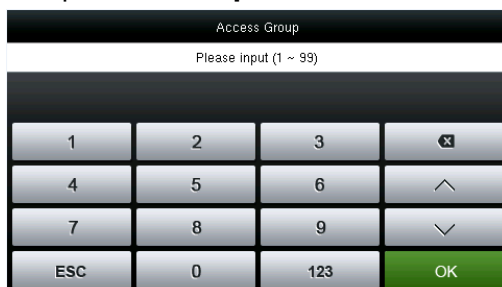 Access Group
Please input (1 ~ 99)
1 2 3
4 5 6
7 8 9
ESC 0 123 OK